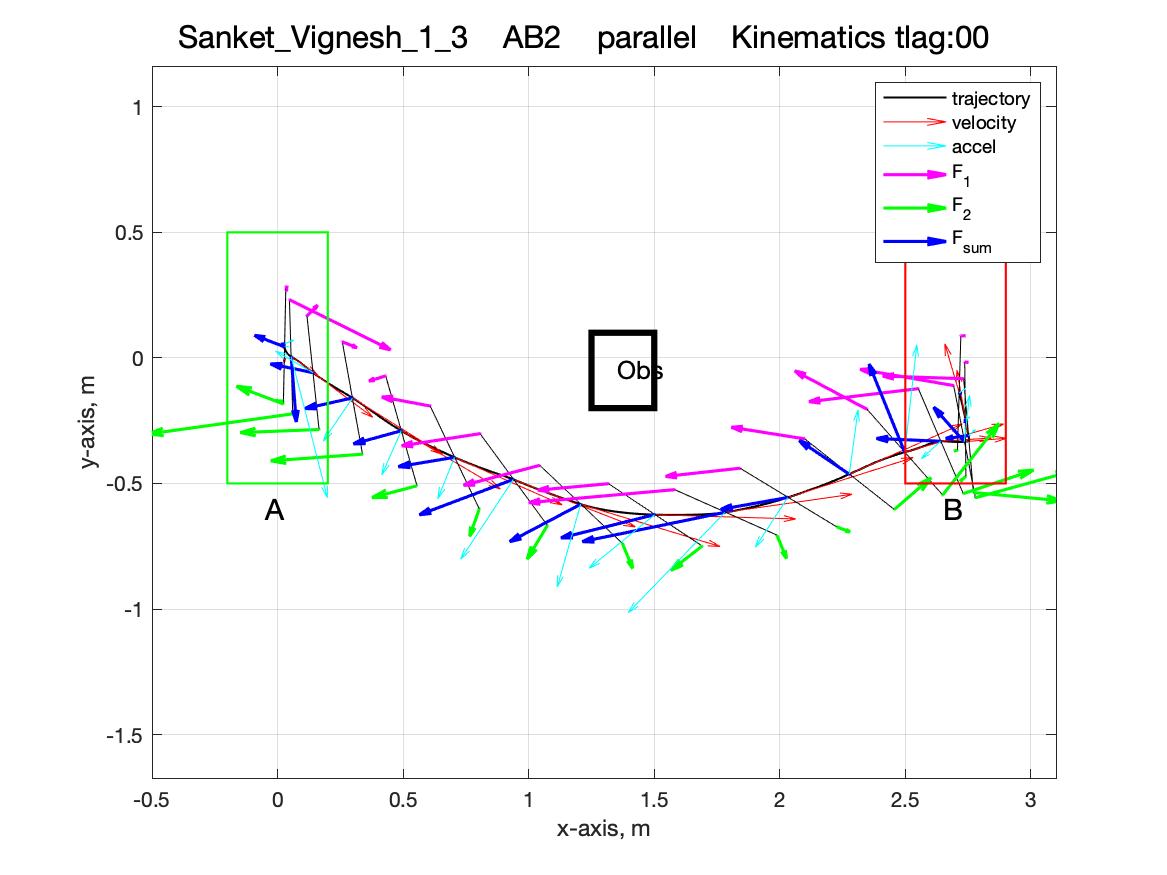 Sanket_Vignesh_1_3 AB2 parallel Kinematics tlag:00
trajectory
velocity
accel
F1
F2
Fsum
1
0.5
0
-0.5
-1
-1.5
y-axis, m
Obs
A
B
-0.5 0 0.5 1 1.5 2 2.5 3
x-axis, m